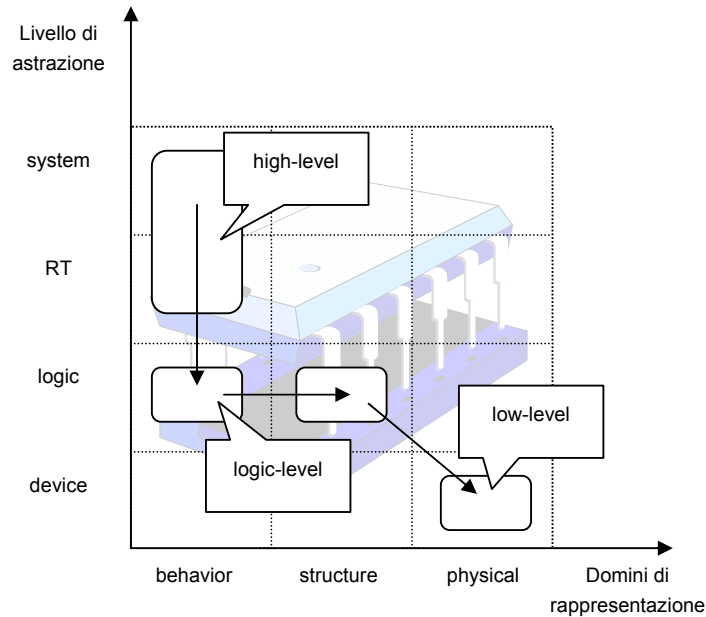 Livello di
astrazione
system
high-level
RT
logic
low-level
logic-level
device
behavior
structure
physical
Domini di
rappresentazione